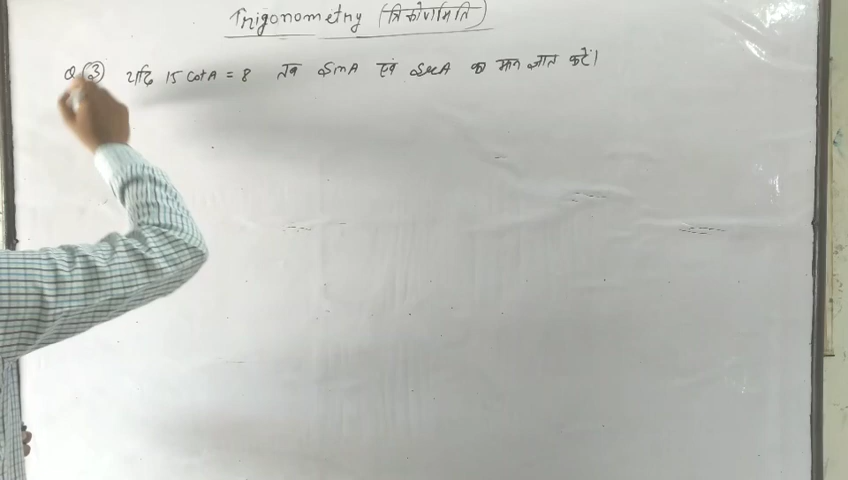 Trigonometry (त्रिकोणमिति)
Q (3) यदि 15 cotA = 8 तब SinA एवं SecA का मान ज्ञात करें।